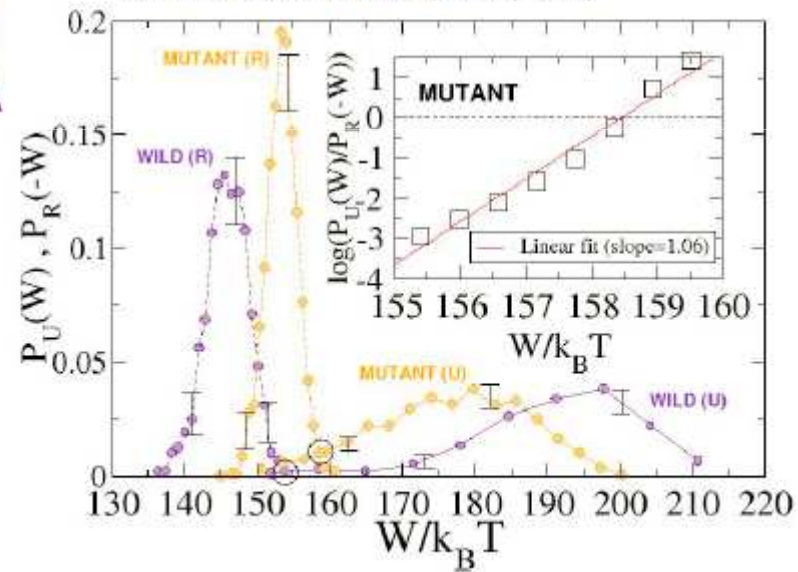 0.2
0.15
0.1
0.05
0
P_U(W) , P_R(-W)
MUTANT (R)
WILD (R)
MUTANT (U)
WILD (U)
130 140 150 160 170 180 190 200 210 220
W/k_BT
log(P_U(W)/P_R(-W))
1
0
-1
-2
-3
-4
MUTANT
Linear fit (slope=1.06)
155 156 157 158 159 160
W/k_BT